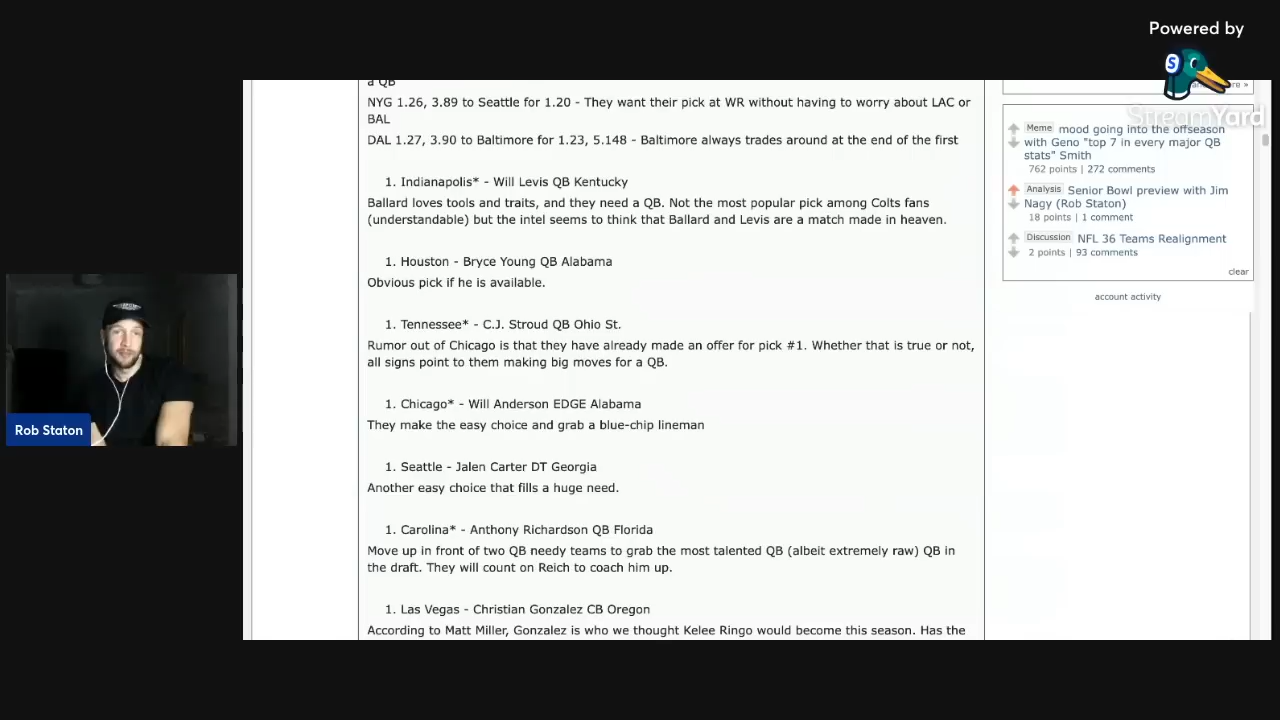 Powered by
StreamYard
a QB
NYG 1.26, 3.89 to Seattle for 1.20 - They want their pick at WR without having to worry about LAC or
BAL
DAL 1.27, 3.90 to Baltimore for 1.23, 5.148 - Baltimore always trades around at the end of the first
1. Indianapolis* - Will Levis QB Kentucky
Ballard loves tools and traits, and they need a QB. Not the most popular pick among Colts fans
(understandable) but the intel seems to think that Ballard and Levis are a match made in heaven.
1. Houston - Bryce Young QB Alabama
Obvious pick if he is available.
1. Tennessee* - C.J. Stroud QB Ohio St.
Rumor out of Chicago is that they have already made an offer for pick #1. Whether that is true or not,
all signs point to them making big moves for a QB.
1. Chicago* - Will Anderson EDGE Alabama
They make the easy choice and grab a blue-chip lineman
1. Seattle - Jalen Carter DT Georgia
Another easy choice that fills a huge need.
1. Carolina* - Anthony Richardson QB Florida
Move up in front of two QB needy teams to grab the most talented QB (albeit extremely raw) QB in
the draft. They will count on Reich to coach him up.
1. Las Vegas - Christian Gonzalez CB Oregon
According to Matt Miller, Gonzalez is who we thought Kelee Ringo would become this season. Has the
Meme mood going into the offseason
with Geno "top 7 in every major QB
stats" Smith
762 points | 272 comments
Analysis Senior Bowl preview with Jim
Nagy (Rob Staton)
18 points | 1 comment
Discussion NFL 36 Teams Realignment
2 points | 93 comments
clear
account activity
Rob Staton